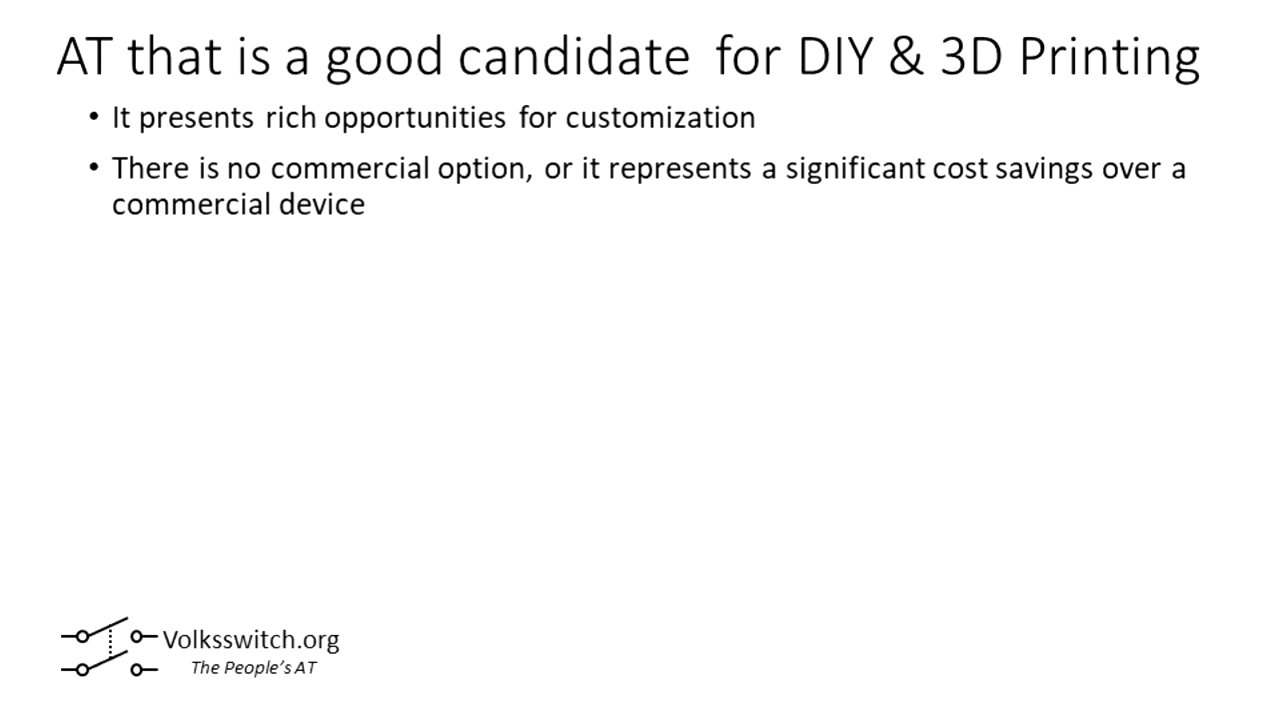 AT that is a good candidate for DIY & 3D Printing
• It presents rich opportunities for customization
• There is no commercial option, or it represents a significant cost savings over a
commercial device
Volksswitch.org
The People's AT